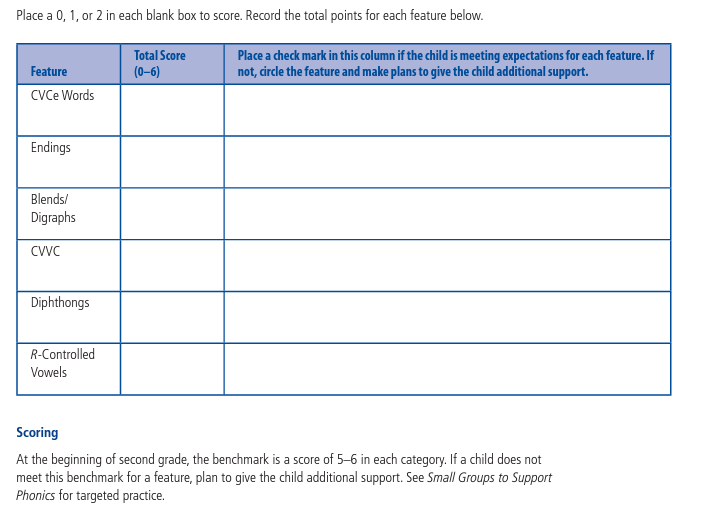 Place a 0, 1, or 2 in each blank box to score. Record the total points for each feature below.
Feature
Total Score
(0–6)
Place a check mark in this column if the child is meeting expectations for each feature. If
not, circle the feature and make plans to give the child additional support.
CVCe Words
Endings
Blends/
Digraphs
CVVC
Diphthongs
R-Controlled
Vowels
Scoring
At the beginning of second grade, the benchmark is a score of 5–6 in each category. If a child does not
meet this benchmark for a feature, plan to give the child additional support. See Small Groups to Support
Phonics for targeted practice.